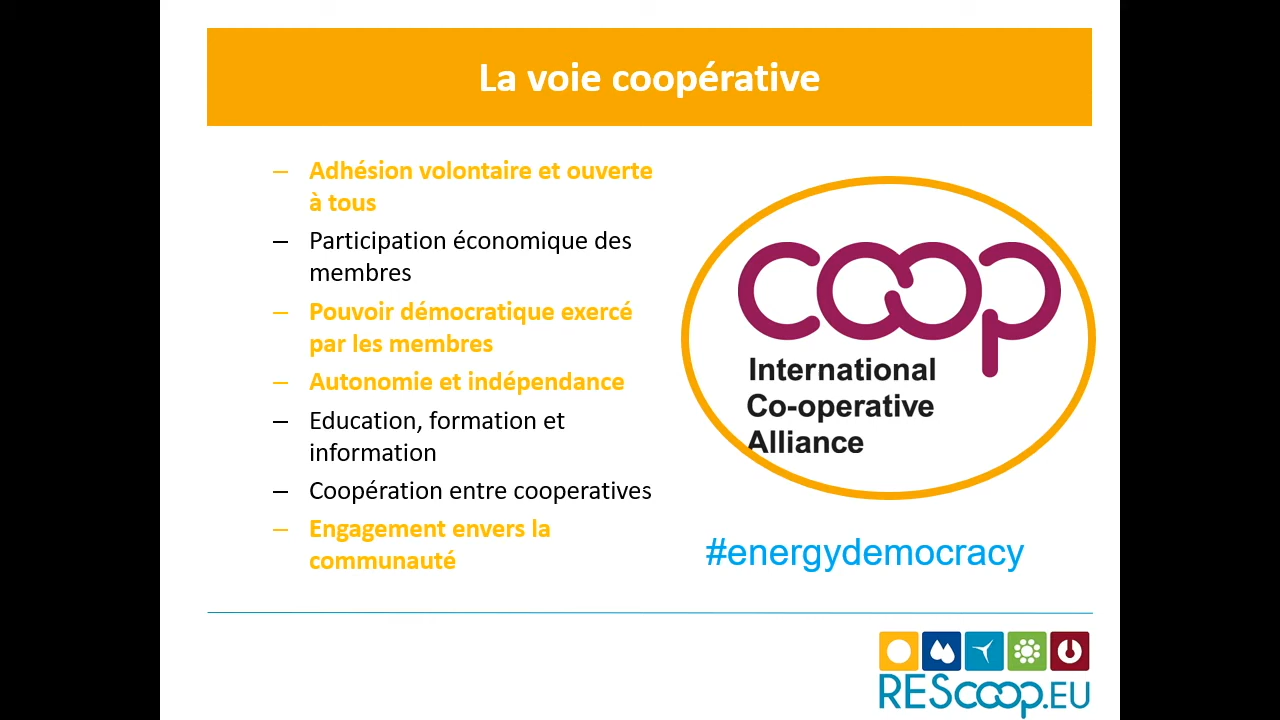 La voie coopérative
– Adhésion volontaire et ouverte
à tous
– Participation économique des
membres
– Pouvoir démocratique exercé
par les membres
– Autonomie et indépendance
– Education, formation et
information
– Coopération entre cooperatives
– Engagement envers la
communauté
coop
International
Co-operative
Alliance
#energydemocracy
REScoop.EU